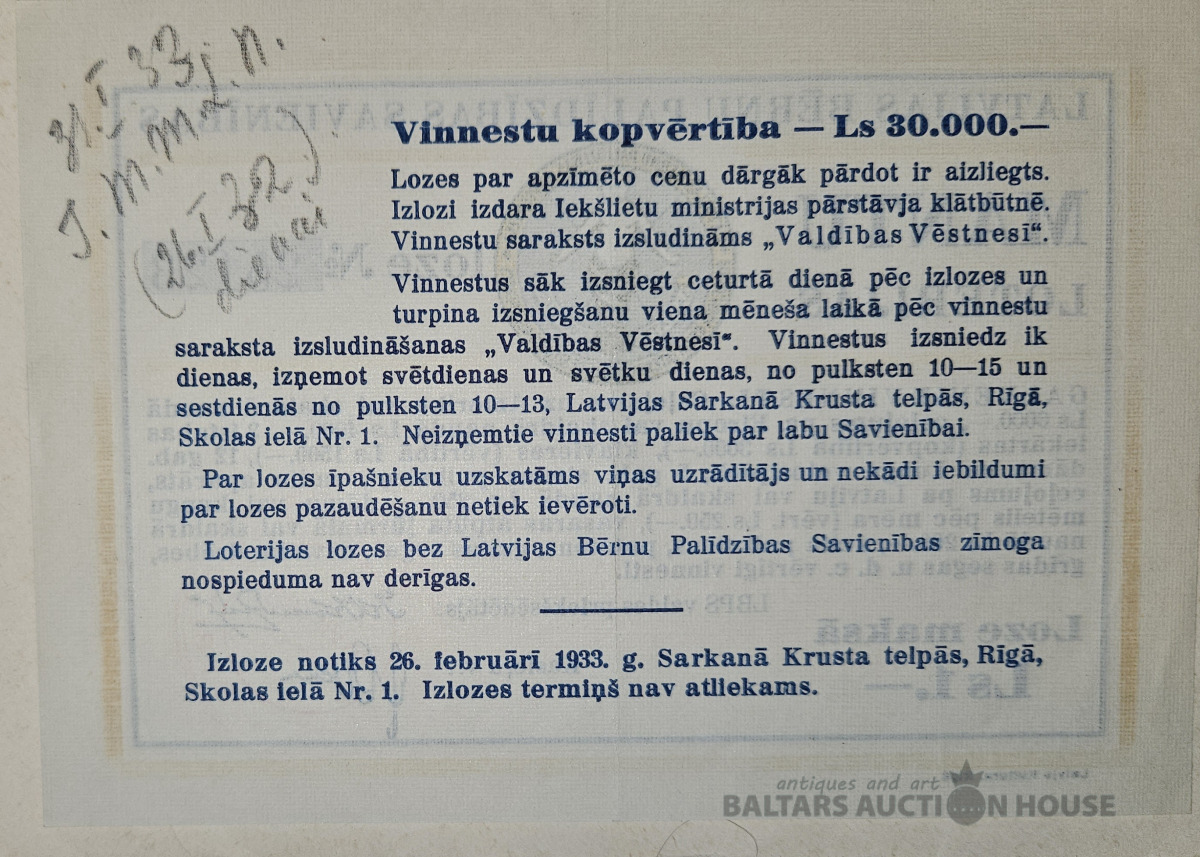 31. I 33 j. n.
J. m. m. L.
(26. I 32.)
Vinnestu kopvērtība — Ls 30.000.—
Lozes par apzīmēto cenu dārgāk pārdot ir aizliegts.
Izlozi izdara Iekšlietu ministrijas pārstāvja klātbūtnē.
Vinnestu saraksts izsludināms „Valdības Vēstnesī“.
Vinnestus sāk izsniegt ceturtā dienā pēc izlozes un
turpina izsniegšanu viena mēneša laikā pēc vinnestu
saraksta izsludināšanas „Valdības Vēstnesī“. Vinnestus izsniedz ik
dienas, izņemot svētdienas un svētku dienas, no pulksten 10—15 un
sestdienās no pulksten 10—13, Latvijas Sarkanā Krusta telpās, Rīgā,
Skolas ielā Nr. 1. Neizņemtie vinnesti paliek par labu Savienībai.
Par lozes īpašnieku uzskatāms viņas uzrādītājs un nekādi iebildumi
par lozes pazaudēšanu netiek ievēroti.
Loterijas lozes bez Latvijas Bērnu Palīdzības Savienības zīmoga
nospieduma nav derīgas.
Izloze notiks 26. februārī 1933. g. Sarkanā Krusta telpās, Rīgā,
Skolas ielā Nr. 1. Izlozes termiņš nav atliekams.
antiques and art
BALTARS AUCTION HOUSE